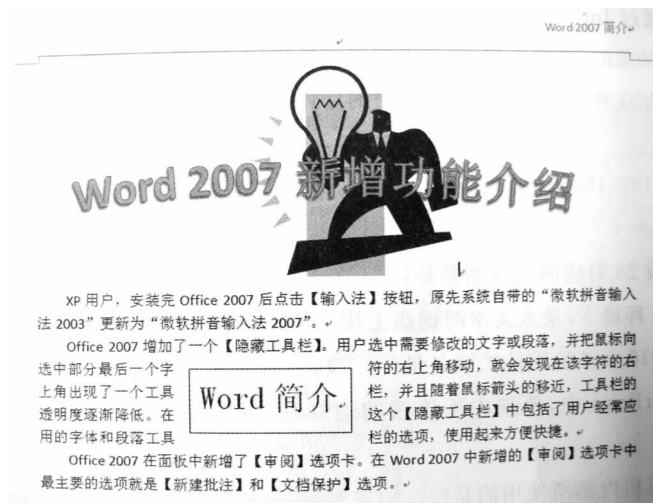 Word 2007 简介
Word 2007 新增功能介绍
XP 用户，安装完 Office 2007 后点击【输入法】按钮，原先系统自带的“微软拼音输入
法 2003”更新为“微软拼音输入法 2007”。
Office 2007 增加了一个【隐藏工具栏】。用户选中需要修改的文字或段落，并把鼠标向
选中部分最后一个字 符的右上角移动，就会发现在该字符的右
上角出现了一个工具 栏，并且随着鼠标箭头的移近，工具栏的
透明度逐渐降低。在 这个【隐藏工具栏】中包括了用户经常应
用的字体和段落工具 栏的选项，使用起来方便快捷。
Word 简介
Office 2007 在面板中新增了【审阅】选项卡。在 Word 2007 中新增的【审阅】选项卡中
最主要的选项就是【新建批注】和【文档保护】选项。